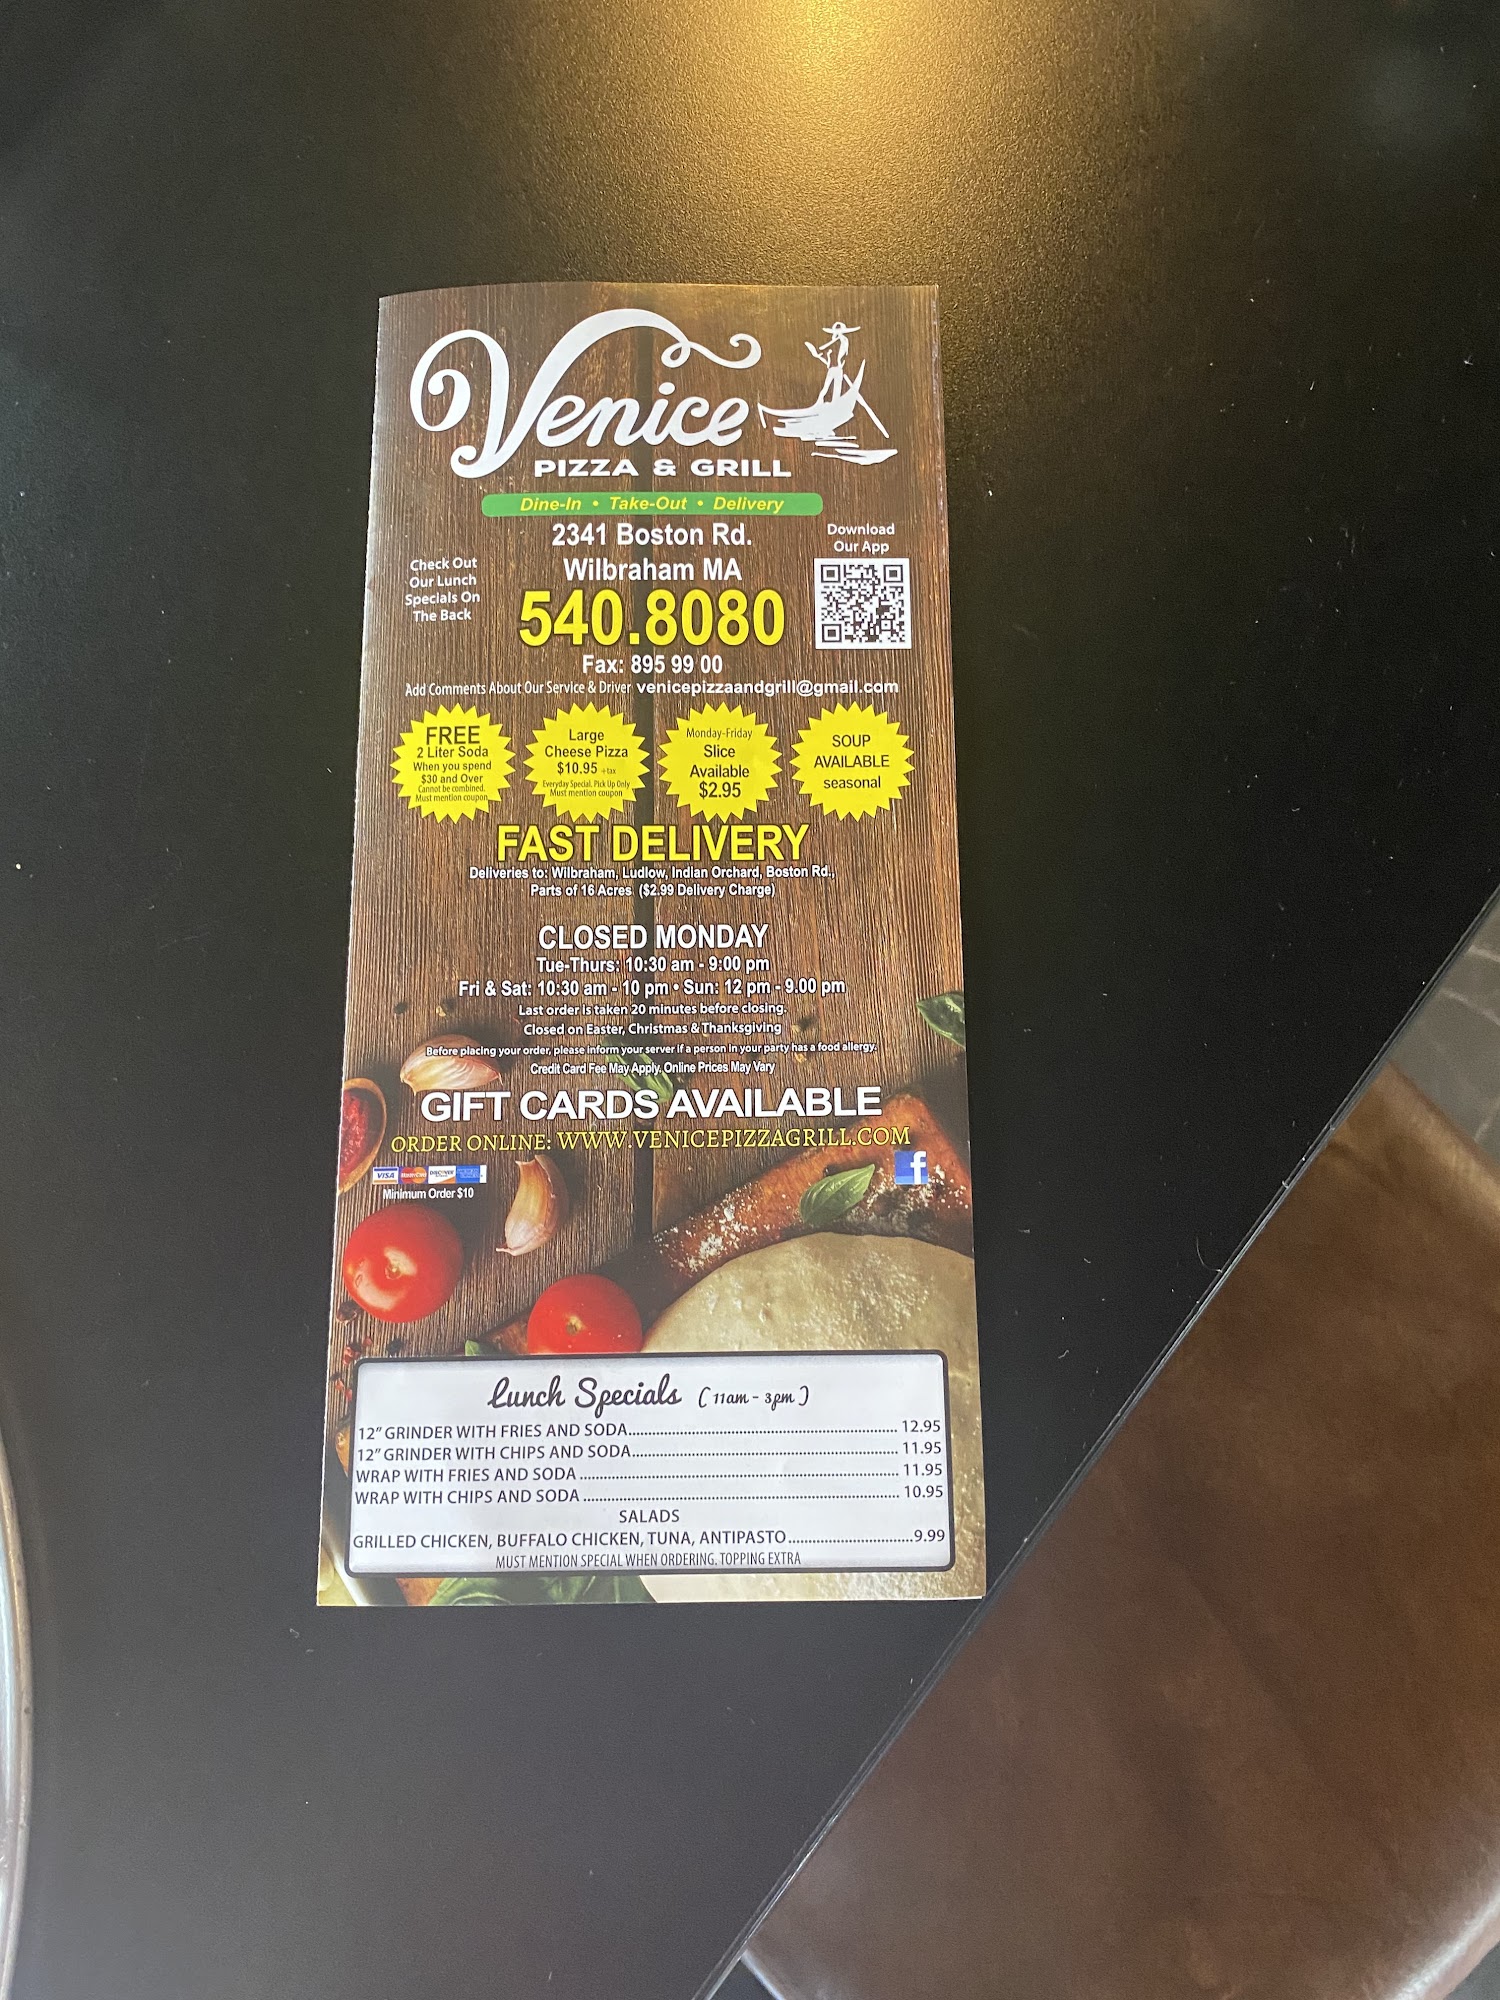 Venice
PIZZA & GRILL
Dine-In • Take-Out • Delivery
2341 Boston Rd.
Wilbraham MA
540.8080
Fax: 895 99 00
Check Out
Our Lunch
Specials On
The Back
Download
Our App
Add Comments About Our Service & Driver venicepizzaandgrill@gmail.com
FREE
2 Liter Soda
When you spend
$30 and Over
Cannot be combined.
Must mention coupon
Large
Cheese Pizza
$10.95 +tax
Everyday Special. Pick Up Only
Must mention coupon
Monday-Friday
Slice
Available
$2.95
SOUP
AVAILABLE
seasonal
FAST DELIVERY
Deliveries to: Wilbraham, Ludlow, Indian Orchard, Boston Rd.,
Parts of 16 Acres ($2.99 Delivery Charge)
CLOSED MONDAY
Tue-Thurs: 10:30 am - 9:00 pm
Fri & Sat: 10:30 am - 10 pm • Sun: 12 pm - 9.00 pm
Last order is taken 20 minutes before closing.
Closed on Easter, Christmas & Thanksgiving
Before placing your order, please inform your server if a person in your party has a food allergy.
Credit Card Fee May Apply. Online Prices May Vary
GIFT CARDS AVAILABLE
ORDER ONLINE: WWW.VENICEPIZZAGRILL.COM
VISA MasterCard DISCOVER
f
Minimum Order $10
Lunch Specials (11am - 3pm)
12" GRINDER WITH FRIES AND SODA 12.95
12" GRINDER WITH CHIPS AND SODA 11.95
WRAP WITH FRIES AND SODA 11.95
WRAP WITH CHIPS AND SODA 10.95
SALADS
GRILLED CHICKEN, BUFFALO CHICKEN, TUNA, ANTIPASTO 9.99
MUST MENTION SPECIAL WHEN ORDERING. TOPPING EXTRA